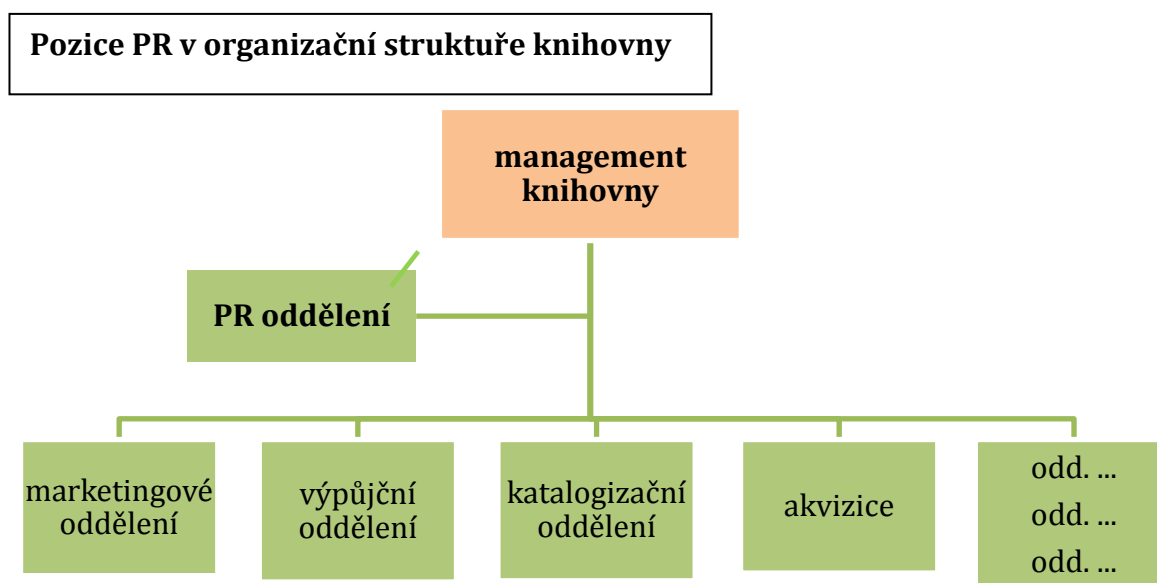 Pozice PR v organizační struktuře knihovny
management
knihovny
PR oddělení
marketingové
oddělení
výpůjční
oddělení
katalogizační
oddělení
akvizice
odd. ...
odd. ...
odd. ...